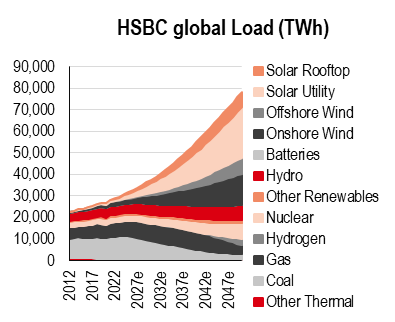 HSBC global Load (TWh)
90,000
80,000
70,000
60,000
50,000
40,000
30,000
20,000
10,000
0
2012
2017
2022
2027e
2032e
2037e
2042e
2047e
Solar Rooftop
Solar Utility
Offshore Wind
Onshore Wind
Batteries
Hydro
Other Renewables
Nuclear
Hydrogen
Gas
Coal
Other Thermal